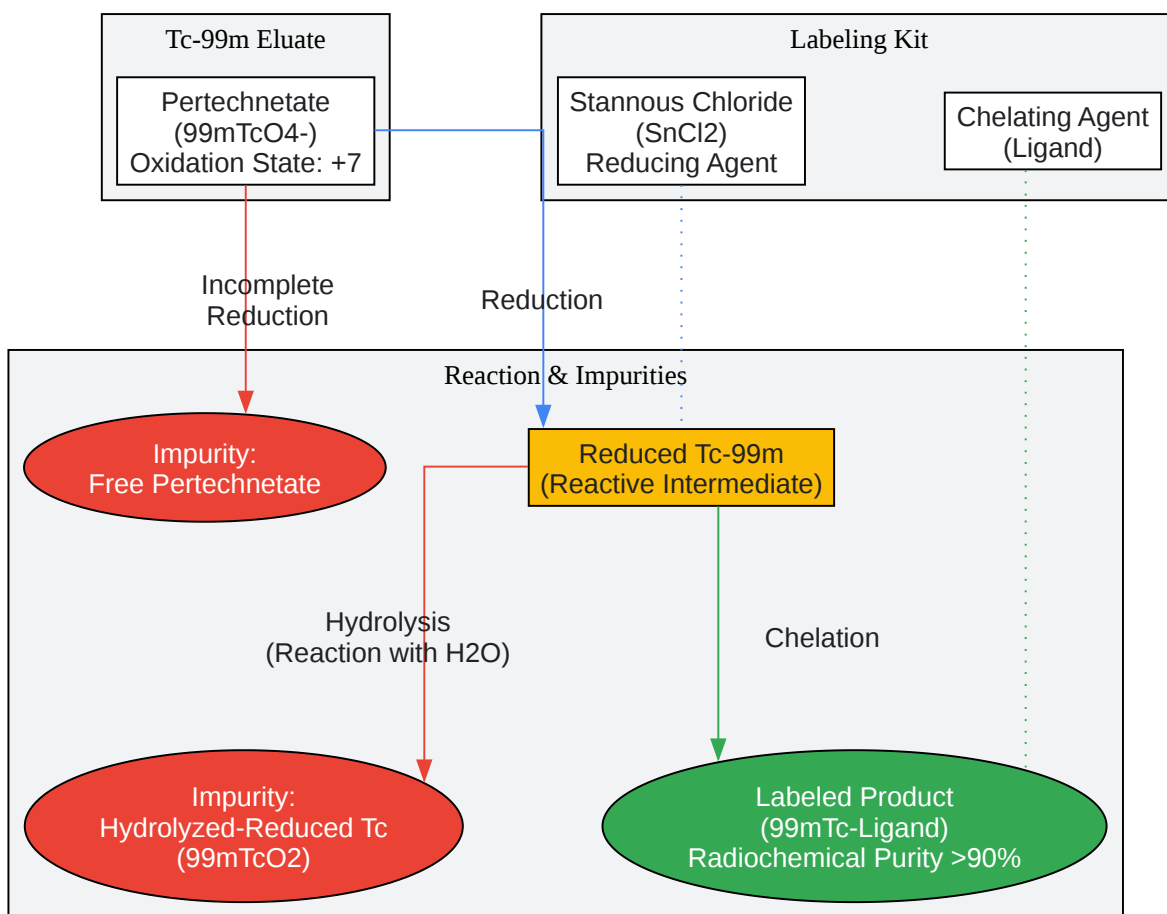 Tc-99m Eluate
Labeling Kit
Pertechnetate
(99mTcO4-)
Oxidation State: +7
Stannous Chloride
(SnCl2)
Reducing Agent
Chelating Agent
(Ligand)
Incomplete
Reduction
Reduction
Reaction & Impurities
Impurity:
Free Pertechnetate
Reduced Tc-99m
(Reactive Intermediate)
Hydrolysis
(Reaction with H2O)
Chelation
Impurity:
Hydrolyzed-Reduced Tc
(99mTcO2)
Labeled Product
(99mTc-Ligand)
Radiochemical Purity >90%